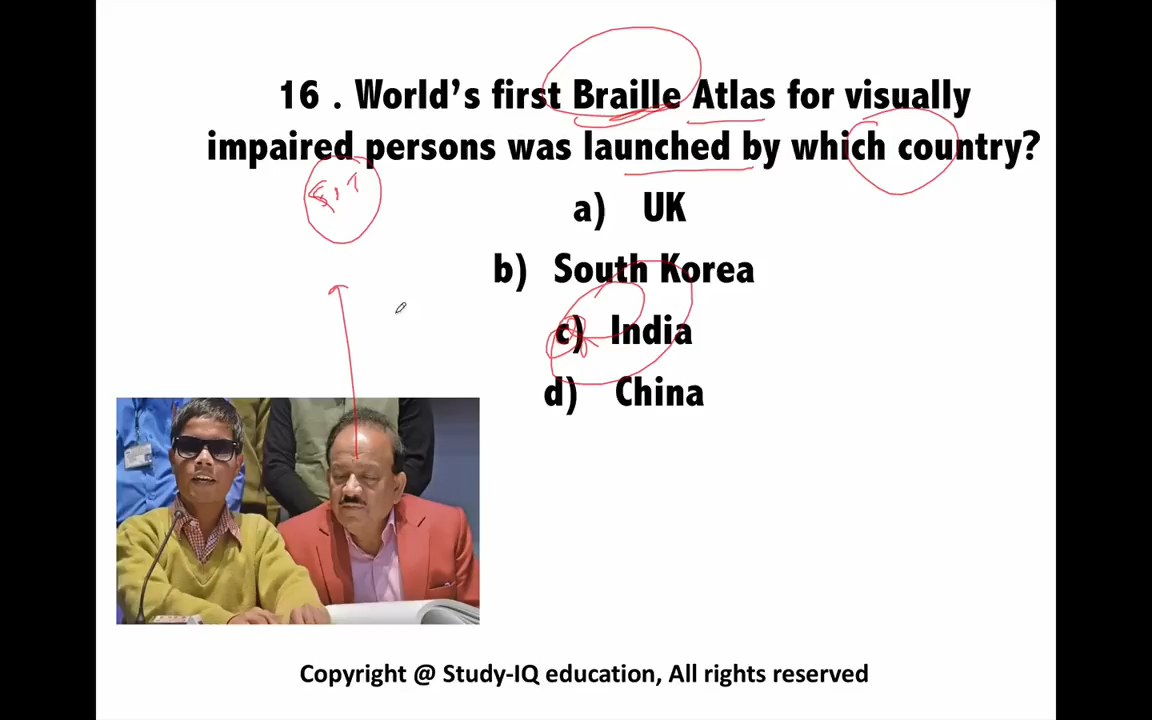 16 . World's first Braille Atlas for visually
impaired persons was launched by which country?
a) UK
b) South Korea
c) India
d) China
Copyright @ Study-IQ education, All rights reserved